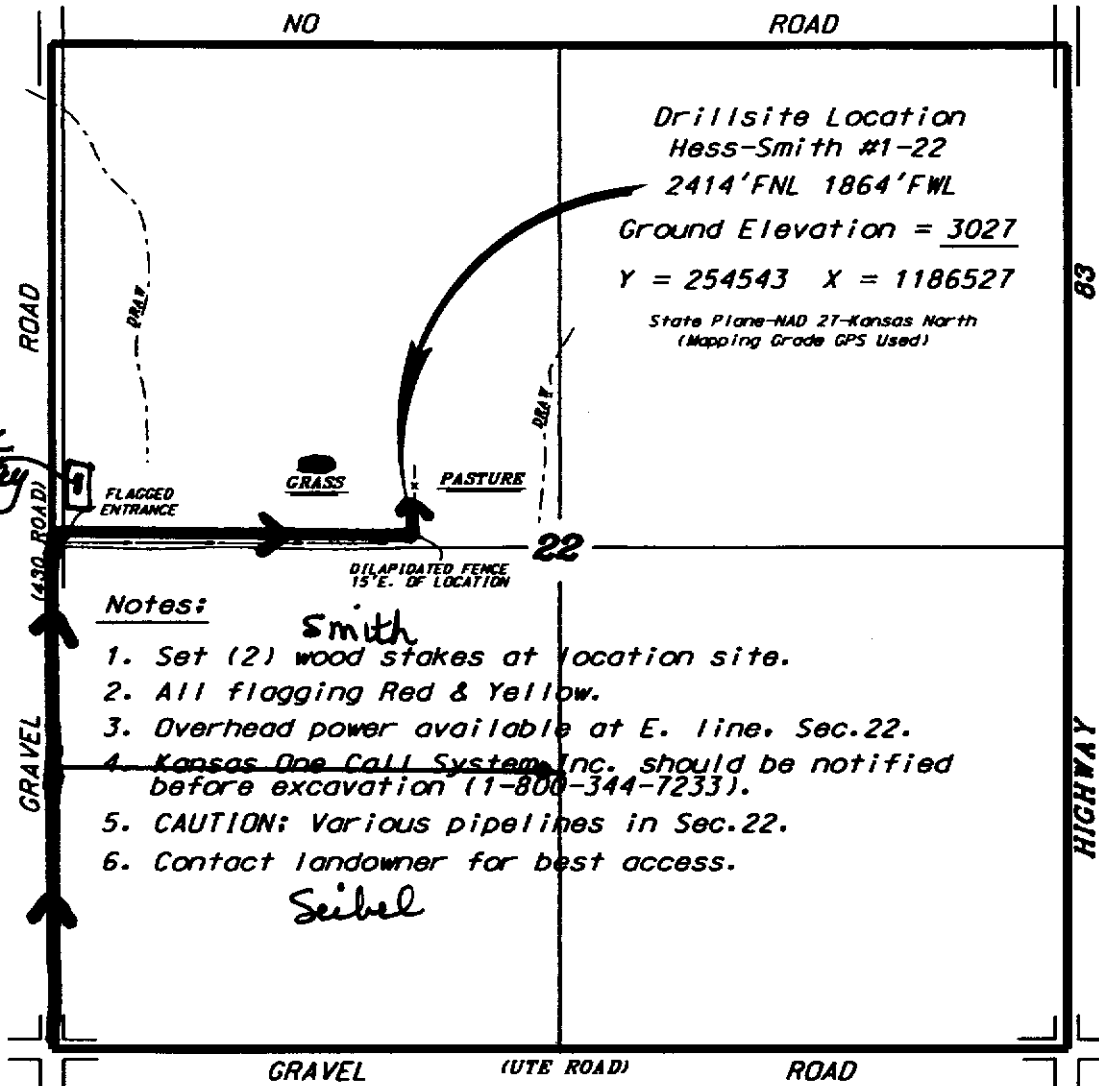 NO ROAD
Drillsite Location
Hess-Smith #1-22
2414'FNL 1864'FWL
Ground Elevation = 3027
Y = 254543 X = 1186527
State Plane-NAD 27-Kansas North
(Mapping Grade GPS Used)
83
ROAD
DRAW
DRAW
GRASS
PASTURE
FLAGGED
ENTRANCE
(430 ROAD)
22
DILAPIDATED FENCE
15'E. OF LOCATION
Notes:
Smith
1. Set (2) wood stakes at location site.
2. All flagging Red & Yellow.
3. Overhead power available at E. line. Sec.22.
4. Kansas One Call System Inc. should be notified
before excavation (1-800-344-7233).
5. CAUTION: Various pipelines in Sec.22.
6. Contact landowner for best access.
Seibel
GRAVEL
HIGHWAY
GRAVEL (UTE ROAD) ROAD